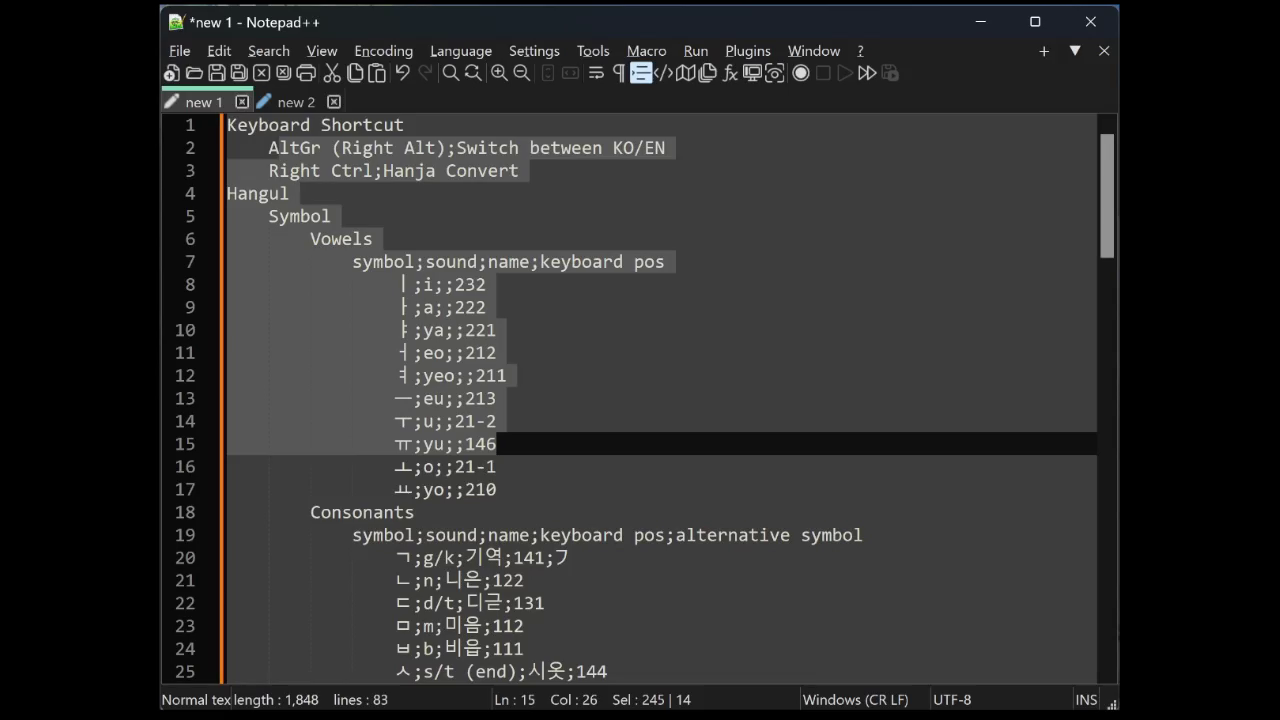 *new 1 - Notepad++
File Edit Search View Encoding Language Settings Tools Macro Run Plugins Window ?
new 1 new 2
1 Keyboard Shortcut
2 AltGr (Right Alt);Switch between KO/EN
3 Right Ctrl;Hanja Convert
4 Hangul
5 Symbol
6 Vowels
7 symbol;sound;name;keyboard pos
8 ㅣ;i;;232
9 ㅏ;a;;222
10 ㅑ;ya;;221
11 ㅓ;eo;;212
12 ㅕ;yeo;;211
13 ㅡ;eu;;213
14 ㅜ;u;;21-2
15 ㅠ;yu;;146
16 ㅗ;o;;21-1
17 ㅛ;yo;;210
18 Consonants
19 symbol;sound;name;keyboard pos;alternative symbol
20 ㄱ;g/k;기역;141;フ
21 ㄴ;n;니은;122
22 ㄷ;d/t;디귿;131
23 ㅁ;m;미음;112
24 ㅂ;b;비읍;111
25 ㅅ;s/t (end);시옷;144
Normal tex length : 1,848 lines : 83 Ln : 15 Col : 26 Sel : 245 | 14 Windows (CR LF) UTF-8 INS